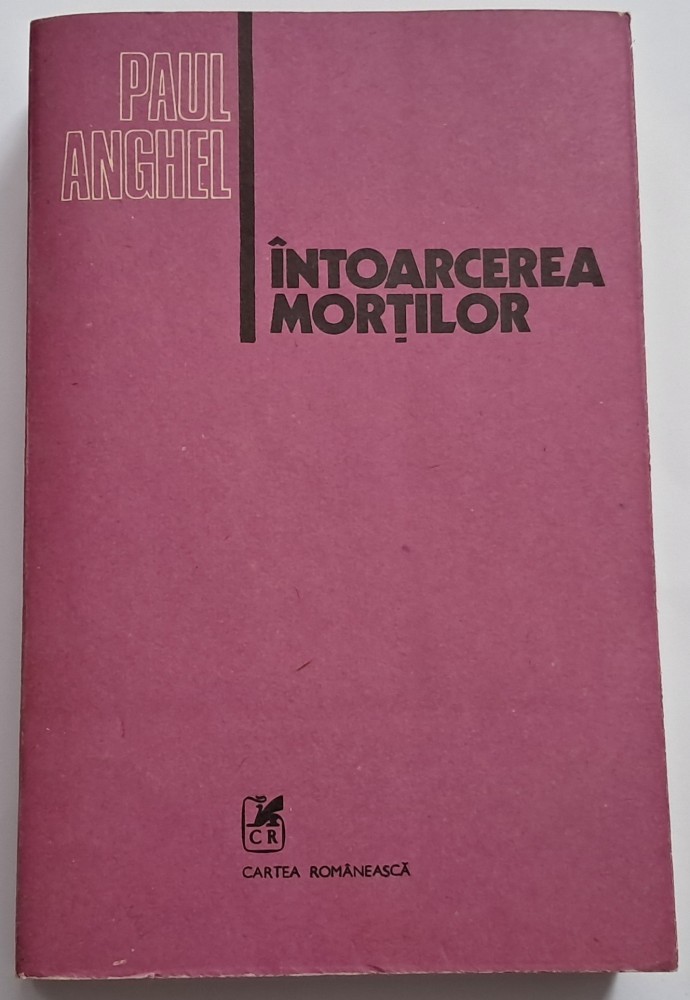 PAUL
ANGHEL
ÎNTOARCEREA
MORȚILOR
CR
CARTEA ROMÂNEASCĂ